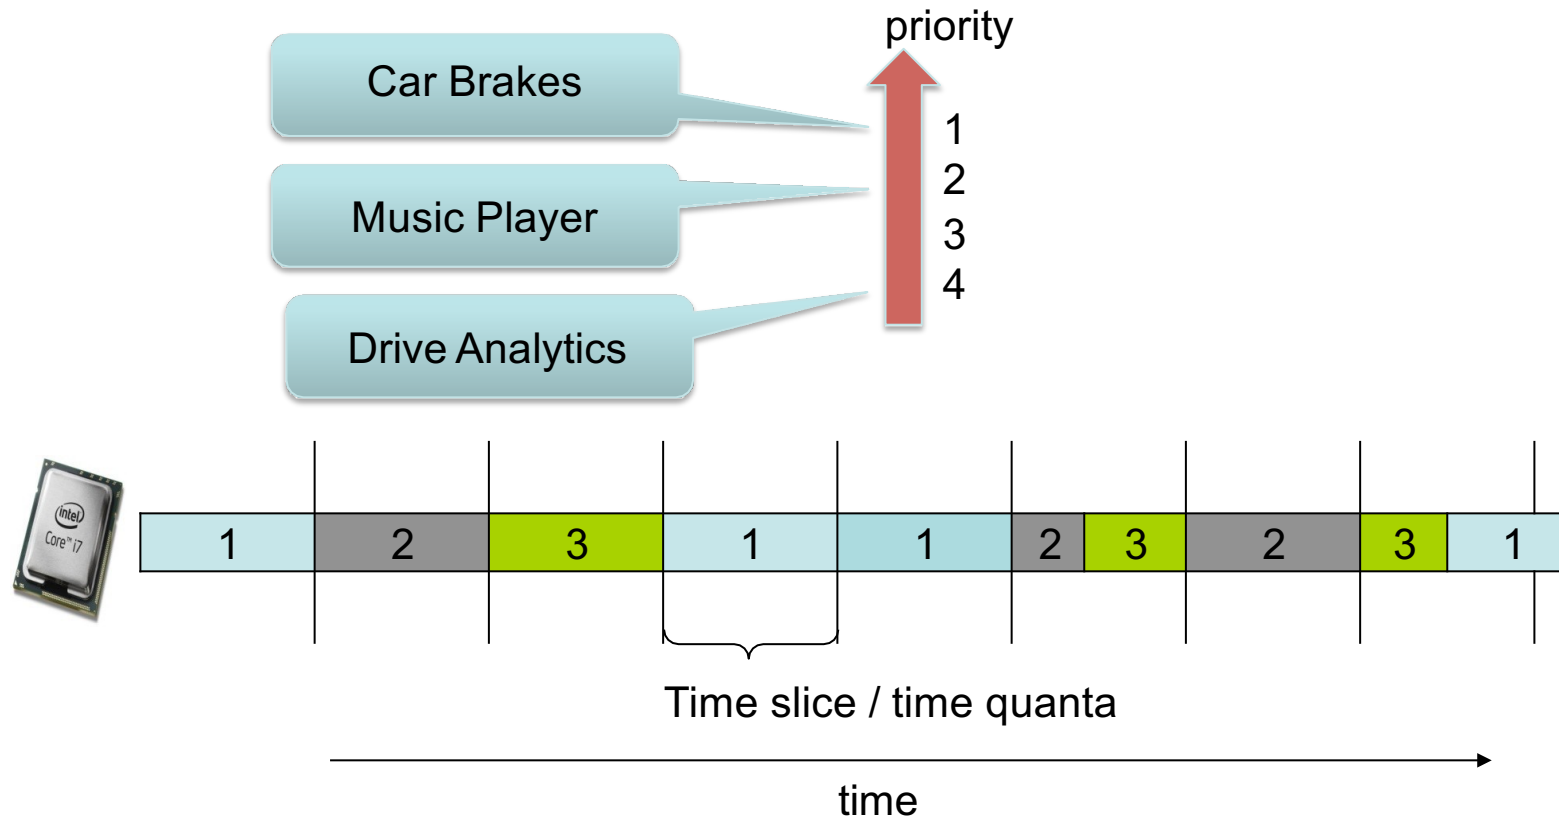 priority
Car Brakes
1
2
Music Player
3
4
Drive Analytics
intel
Core™ i7
1 2 3 1 1 2 3 2 3 1
Time slice / time quanta
time